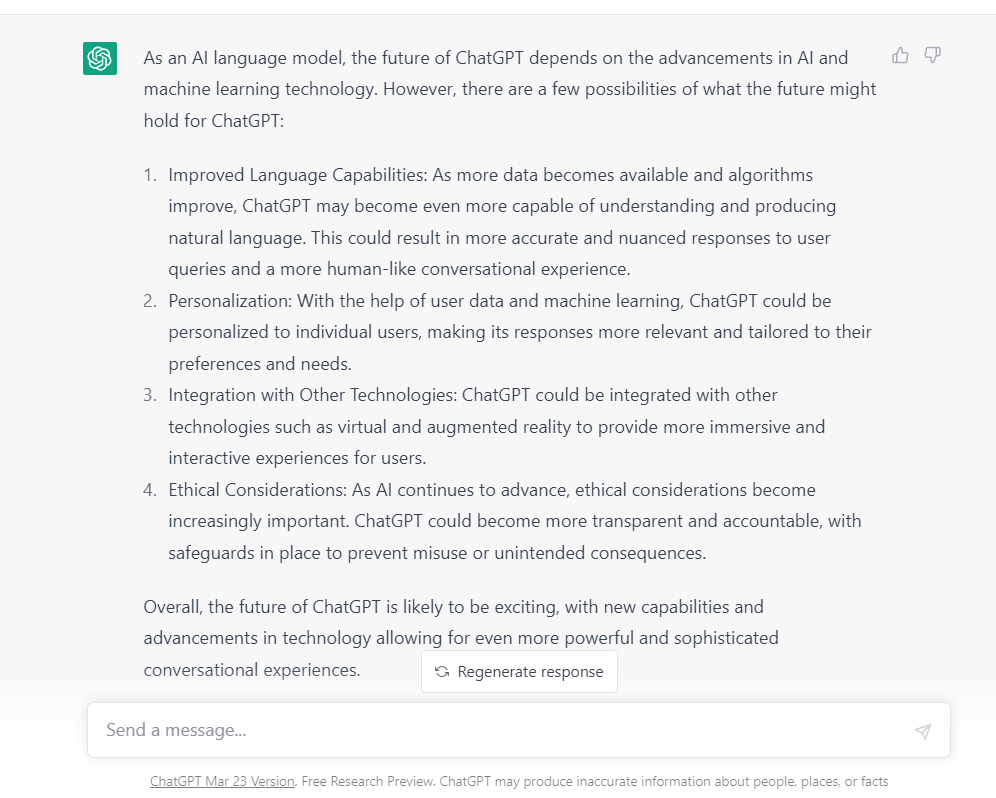 As an AI language model, the future of ChatGPT depends on the advancements in AI and
machine learning technology. However, there are a few possibilities of what the future might
hold for ChatGPT:
1. Improved Language Capabilities: As more data becomes available and algorithms
improve, ChatGPT may become even more capable of understanding and producing
natural language. This could result in more accurate and nuanced responses to user
queries and a more human-like conversational experience.
2. Personalization: With the help of user data and machine learning, ChatGPT could be
personalized to individual users, making its responses more relevant and tailored to their
preferences and needs.
3. Integration with Other Technologies: ChatGPT could be integrated with other
technologies such as virtual and augmented reality to provide more immersive and
interactive experiences for users.
4. Ethical Considerations: As AI continues to advance, ethical considerations become
increasingly important. ChatGPT could become more transparent and accountable, with
safeguards in place to prevent misuse or unintended consequences.
Overall, the future of ChatGPT is likely to be exciting, with new capabilities and
advancements in technology allowing for even more powerful and sophisticated
conversational experiences.
Regenerate response
Send a message...
ChatGPT Mar 23 Version. Free Research Preview. ChatGPT may produce inaccurate information about people, places, or facts